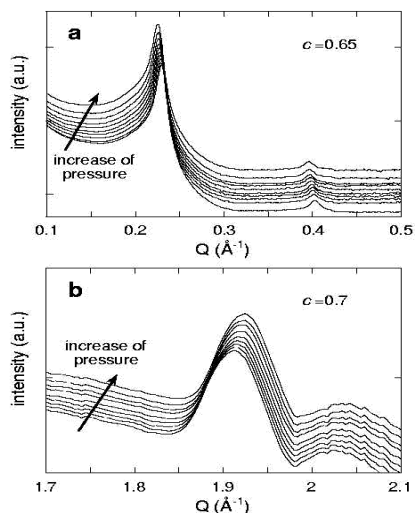 a
c=0.65
intensity (a.u.)
increase of
pressure
0.1 0.2 0.3 0.4 0.5
Q (Å⁻¹)
b
c=0.7
intensity (a.u.)
increase of
pressure
1.7 1.8 1.9 2 2.1
Q (Å⁻¹)